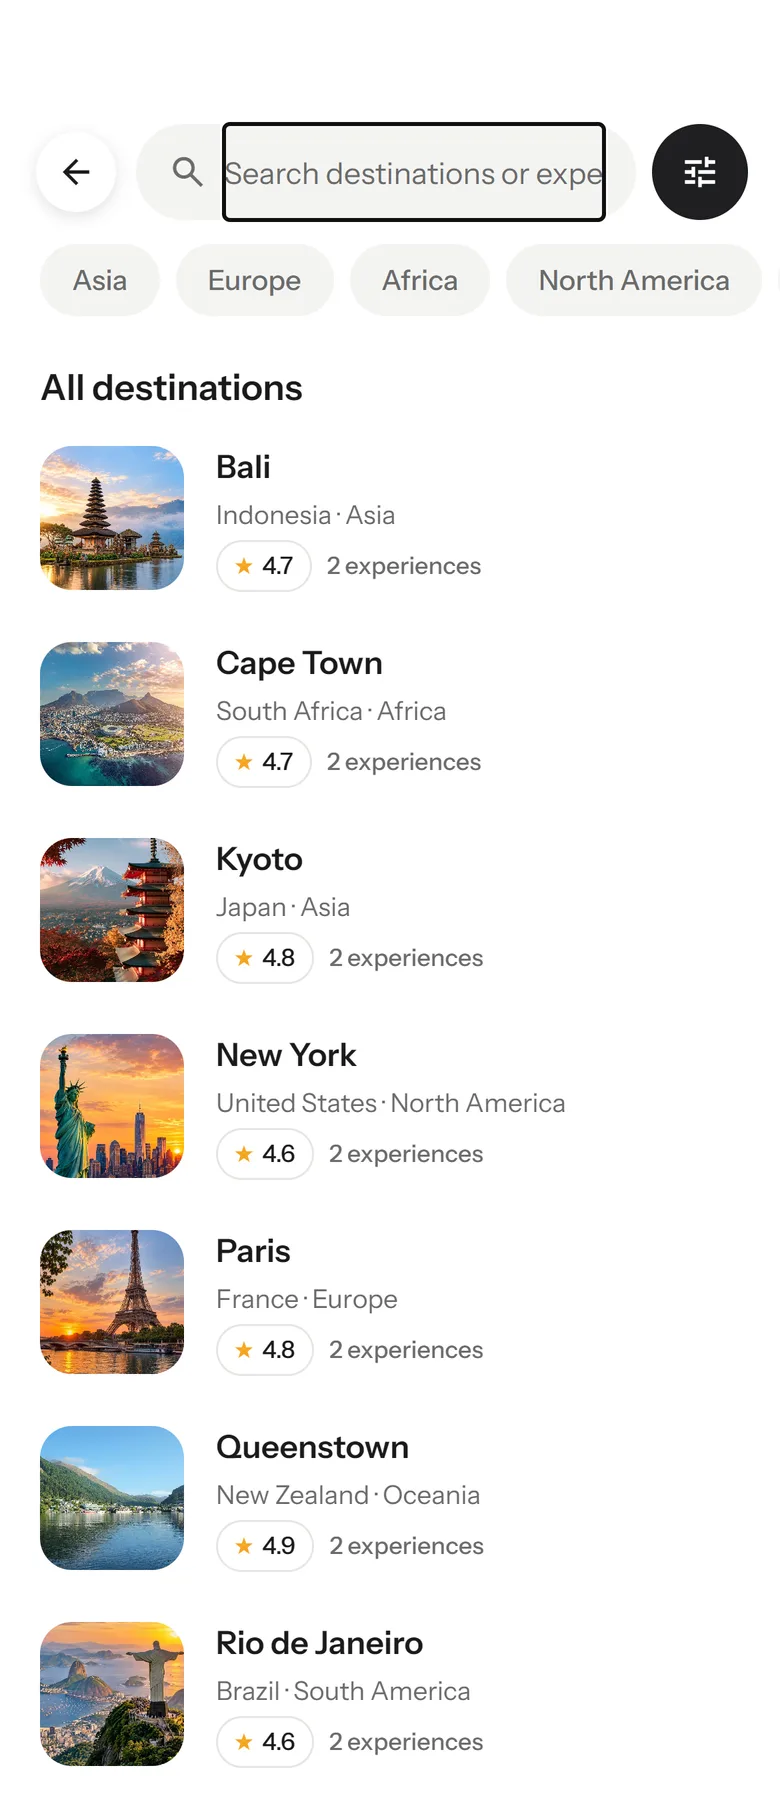 Search destinations or expe
Asia
Europe
Africa
North America
All destinations
Bali
Indonesia · Asia
★ 4.7 2 experiences
Cape Town
South Africa · Africa
★ 4.7 2 experiences
Kyoto
Japan · Asia
★ 4.8 2 experiences
New York
United States · North America
★ 4.6 2 experiences
Paris
France · Europe
★ 4.8 2 experiences
Queenstown
New Zealand · Oceania
★ 4.9 2 experiences
Rio de Janeiro
Brazil · South America
★ 4.6 2 experiences